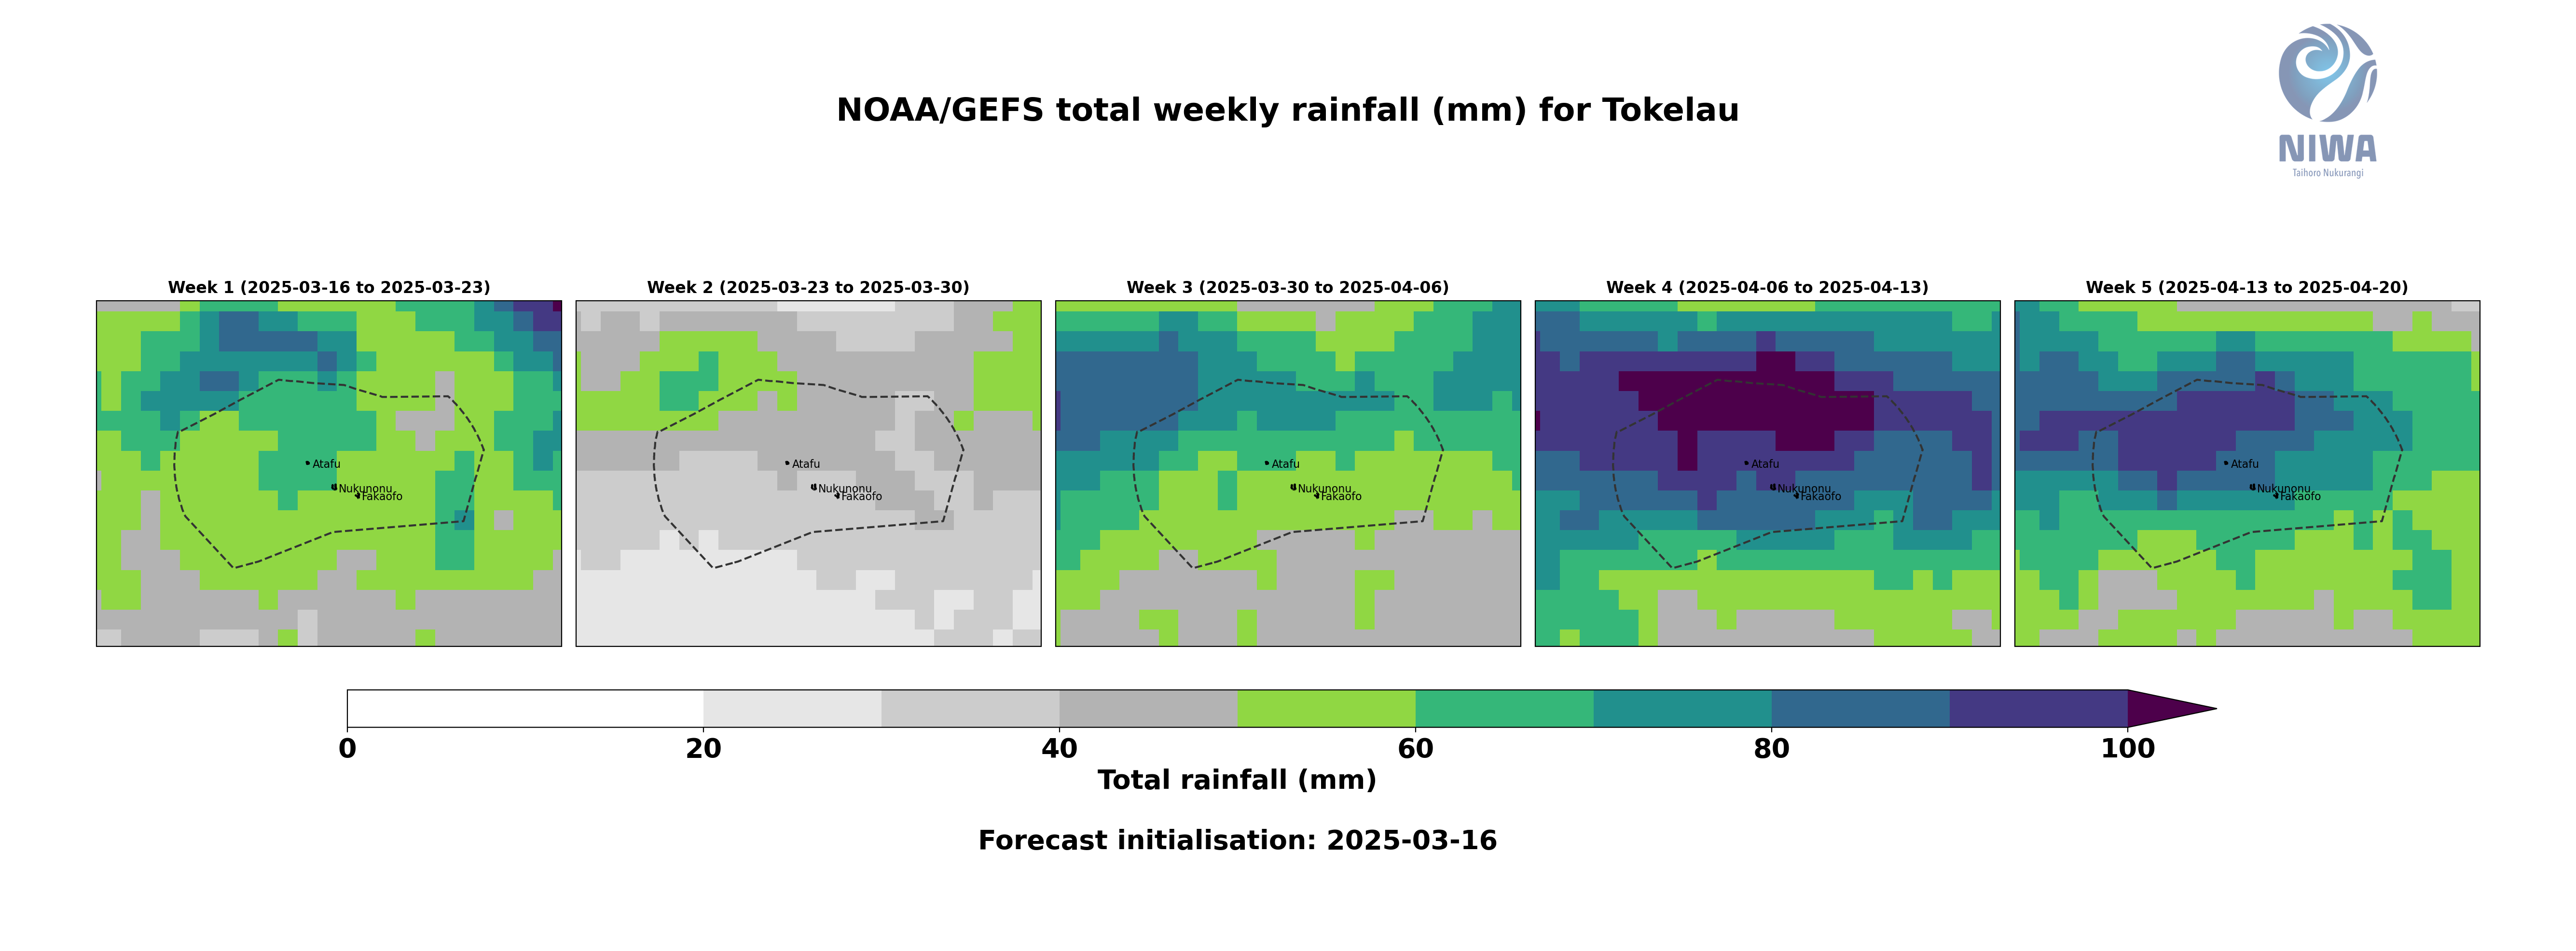 NOAA/GEFS total weekly rainfall (mm) for Tokelau
NIWA
Taihoro Nukurangi
Week 1 (2025-03-16 to 2025-03-23)
Week 2 (2025-03-23 to 2025-03-30)
Week 3 (2025-03-30 to 2025-04-06)
Week 4 (2025-04-06 to 2025-04-13)
Week 5 (2025-04-13 to 2025-04-20)
Atafu
Nukunonu
Fakaofo
Atafu
Nukunonu
Fakaofo
Atafu
Nukunonu
Fakaofo
Atafu
Nukunonu
Fakaofo
Atafu
Nukunonu
Fakaofo
0 20 40 60 80 100
Total rainfall (mm)
Forecast initialisation: 2025-03-16